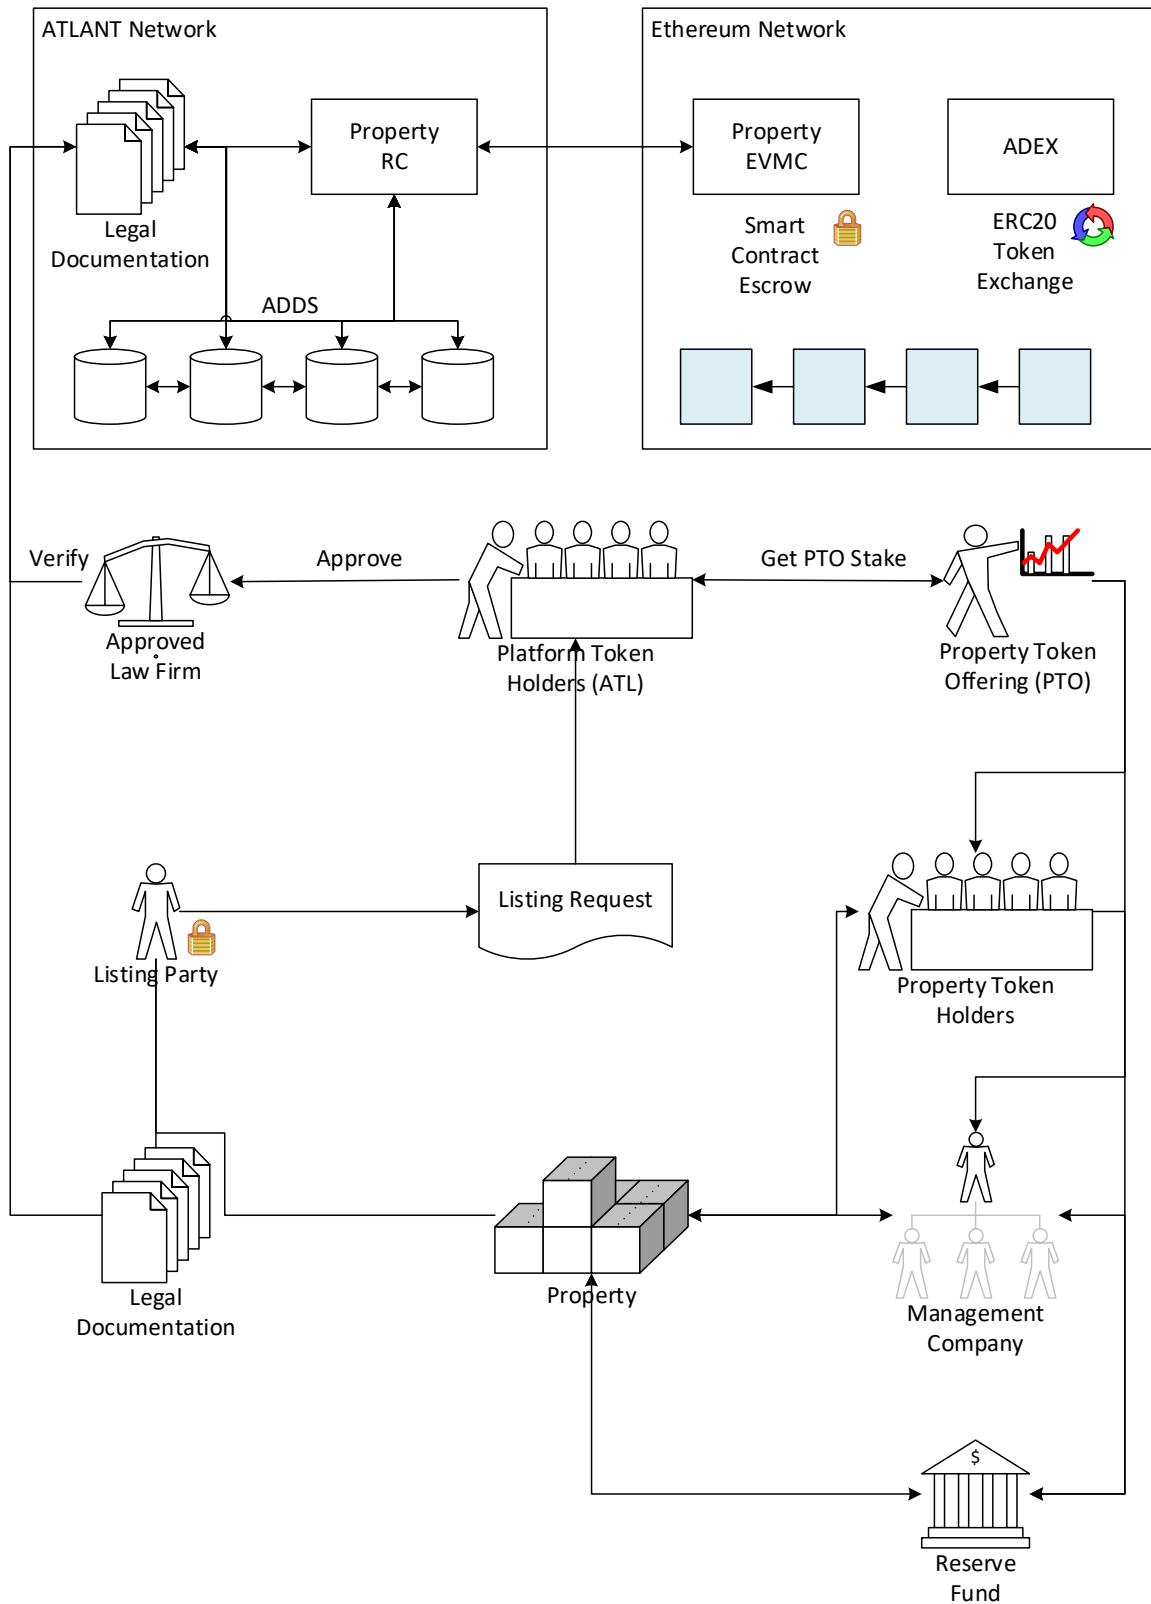 ATLANT Network
Ethereum Network
Property
RC
Property
EVMC
ADEX
Legal
Documentation
Smart
Contract
Escrow
ERC20
Token
Exchange
ADDS
Verify
Approve
Get PTO Stake
Approved
Law Firm
Platform Token
Holders (ATL)
Property Token
Offering (PTO)
Listing Request
Listing Party
Property Token
Holders
Legal
Documentation
Property
Management
Company
$
Reserve
Fund